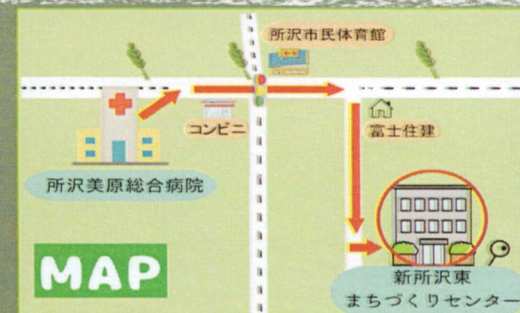 所沢市民体育館
コンビニ
富士住建
所沢美原総合病院
MAP
新所沢東
まちづくりセンター